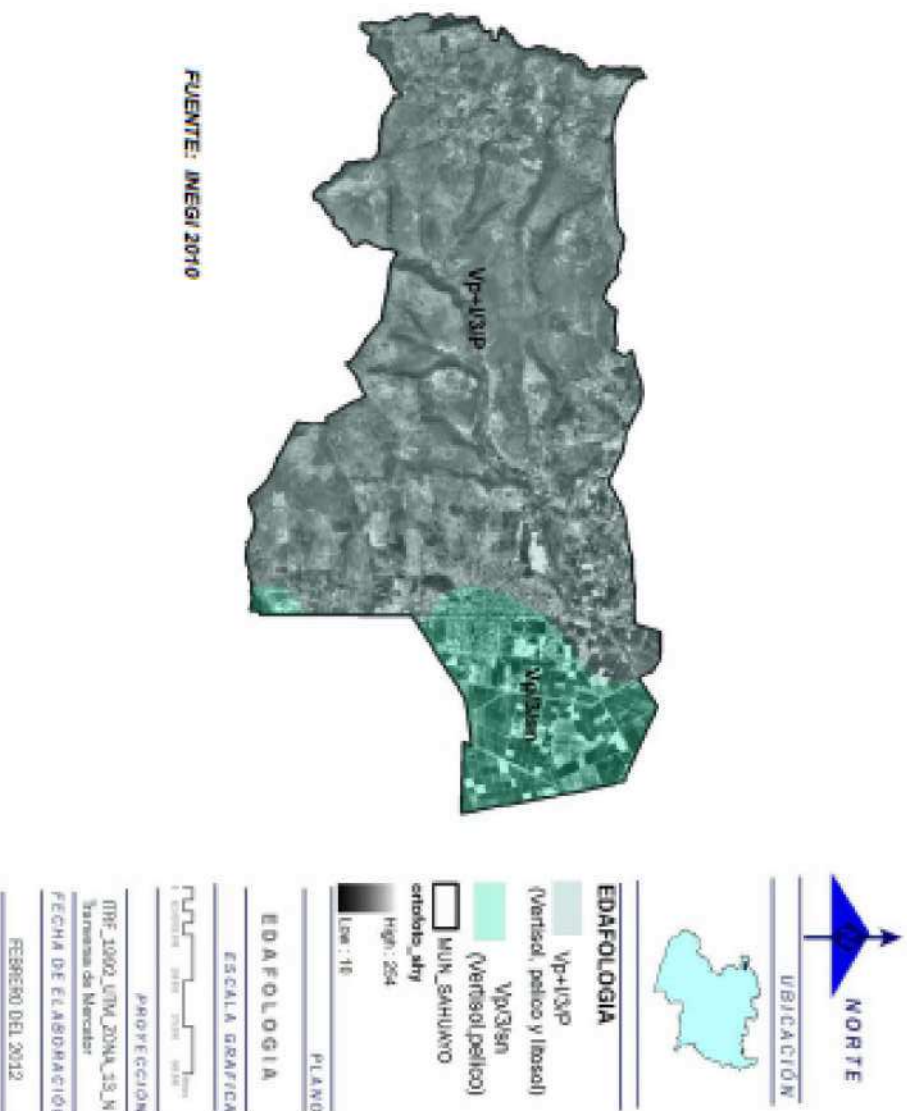 NORTE
UBICACIÓN
EDAFOLOGIA
Vp+I/3/P
(Vertisol, pelico y litosol)
Vp/3/sn
(Vertisol pelico)
MUN_SAHUAYO
ortofoto_shy
High : 254
Low : 10
PLANO
EDAFOLOGIA
ESCALA GRAFICA
PROYECCIÓN
Transversa de Mercator
FECHA DE ELABORACIÓN
FEBRERO DEL 2012
Vp+I/3/P
Vp/3/sn
FUENTE: INEGI 2010